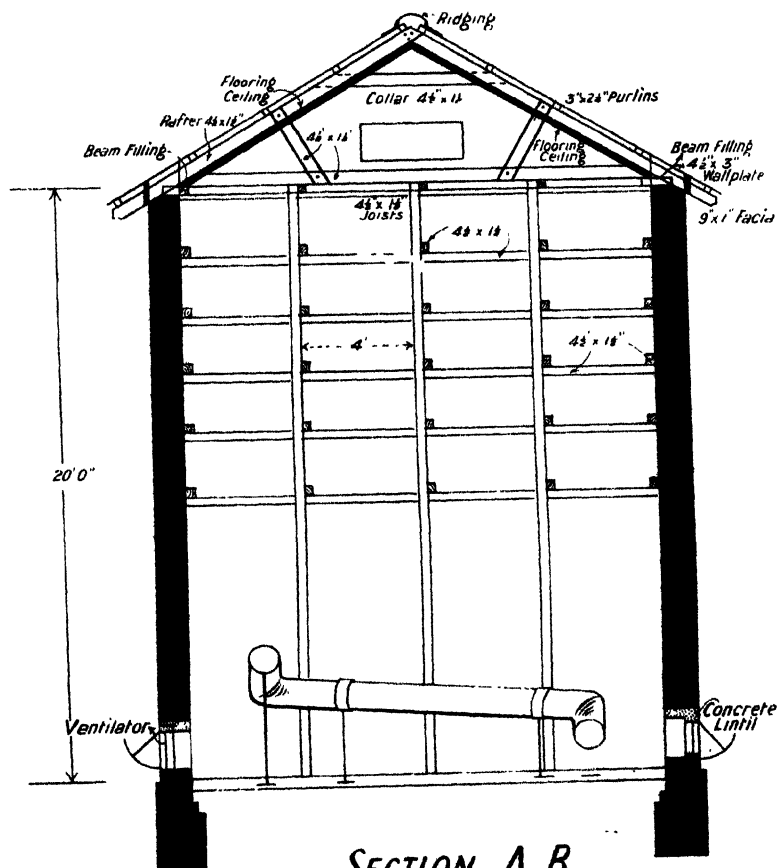 Ridging
Flooring
Ceiling
Collar 4½" × 1½
3" × 2½" Purlins
Rafter 4½ × 1½"
4½" × 1½"
Flooring
Ceiling
Beam Filling
Beam Filling
4½" × 3"
Wallplate
9" × 1" Facia
4½" × 1½"
Joists
4½ × 1½
4'
4½" × 1½"
20' 0"
Ventilator
Concrete
Lintil
SECTION A B